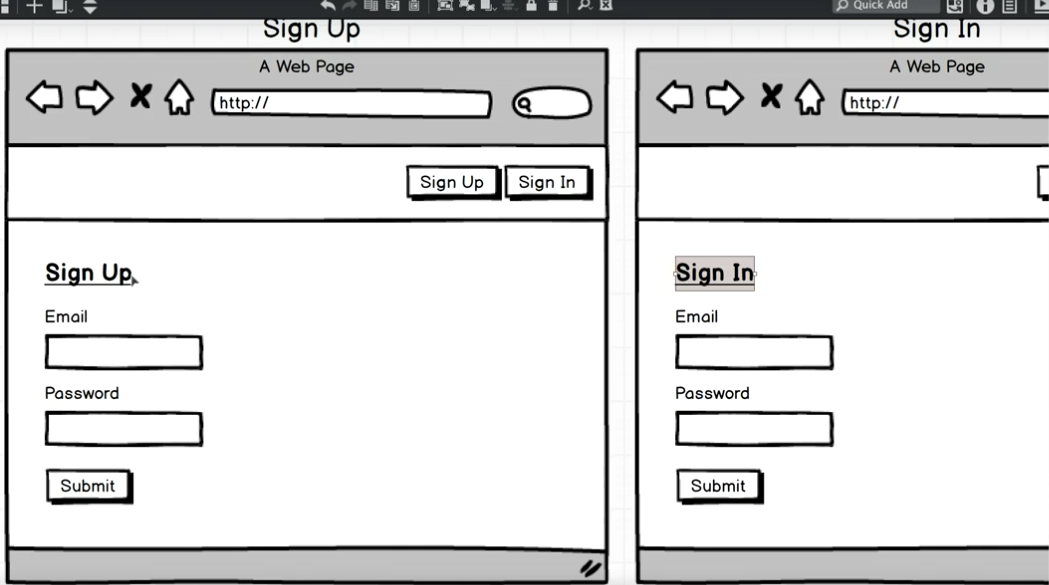 Quick Add
Sign Up
A Web Page
http://
Sign Up
Sign In
Sign Up
Email
Password
Submit
Sign In
A Web Page
http://
Sign In
Email
Password
Submit